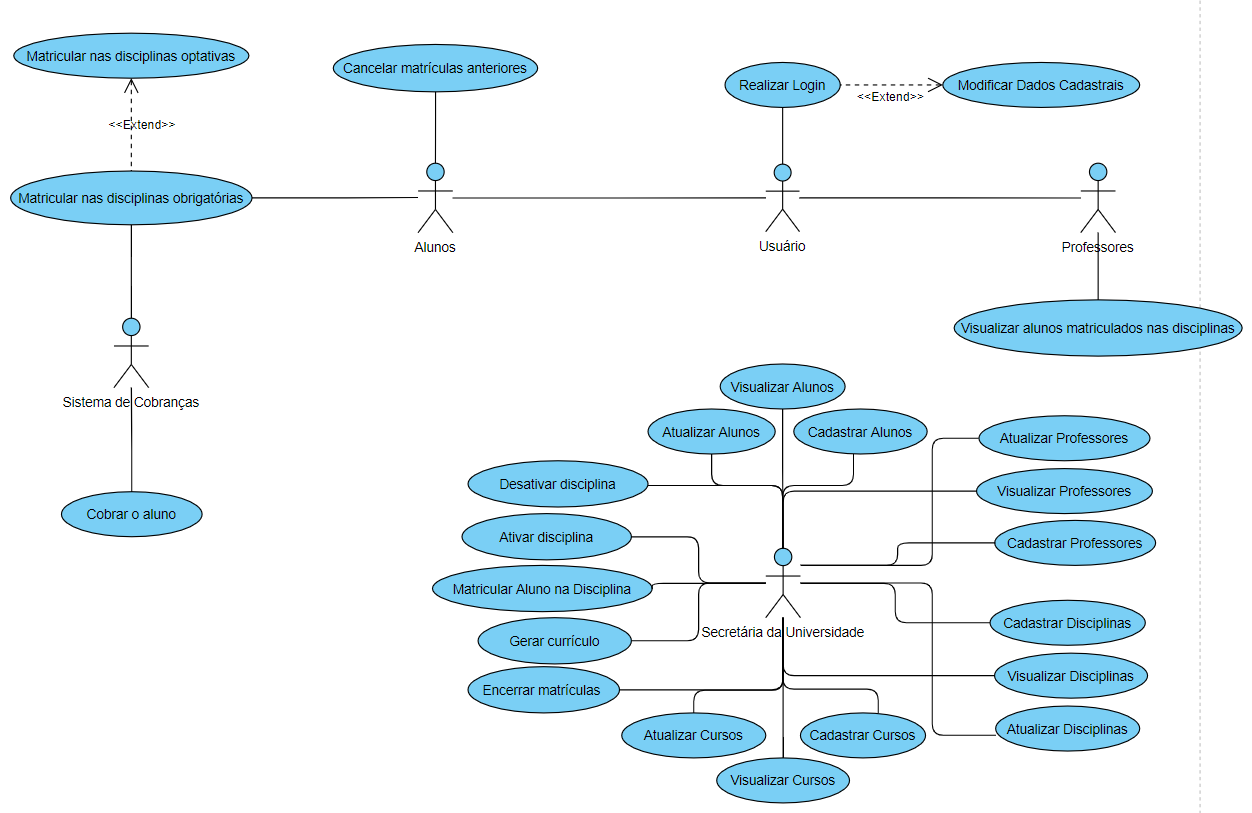 Matricular nas disciplinas optativas
Cancelar matrículas anteriores
Realizar Login
<<Extend>>
Modificar Dados Cadastrais
<<Extend>>
Matricular nas disciplinas obrigatórias
Alunos
Usuário
Professores
Visualizar alunos matriculados nas disciplinas
Sistema de Cobranças
Cobrar o aluno
Visualizar Alunos
Atualizar Alunos
Cadastrar Alunos
Atualizar Professores
Desativar disciplina
Visualizar Professores
Ativar disciplina
Cadastrar Professores
Matricular Aluno na Disciplina
Secretária da Universidade
Cadastrar Disciplinas
Gerar currículo
Visualizar Disciplinas
Encerrar matrículas
Atualizar Disciplinas
Atualizar Cursos
Cadastrar Cursos
Visualizar Cursos